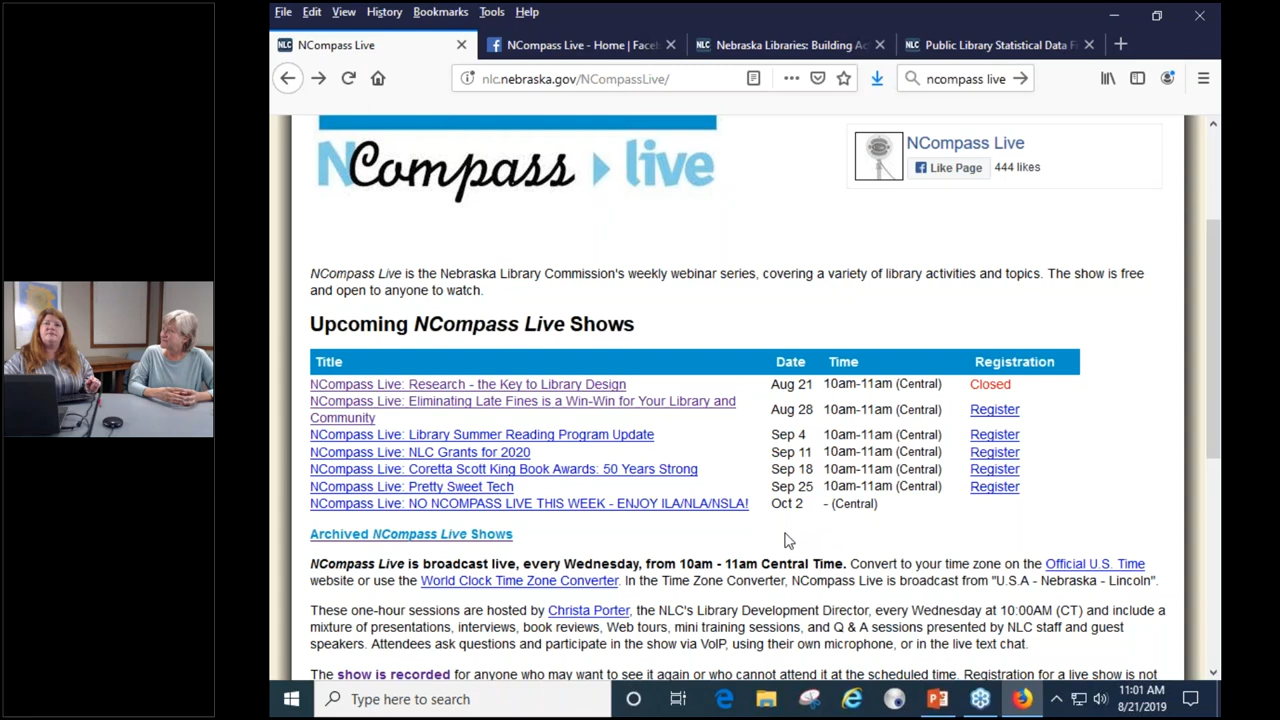 File Edit View History Bookmarks Tools Help
NLC NCompass Live
NCompass Live - Home | Faceb
NLC Nebraska Libraries: Building Ac
NLC Public Library Statistical Data F
nlc.nebraska.gov/NCompassLive/
ncompass live
NCompass live
NCompass Live
Like Page 444 likes
NCompass Live is the Nebraska Library Commission's weekly webinar series, covering a variety of library activities and topics. The show is free
and open to anyone to watch.
Upcoming NCompass Live Shows
Title Date Time Registration
NCompass Live: Research - the Key to Library Design Aug 21 10am-11am (Central) Closed
NCompass Live: Eliminating Late Fines is a Win-Win for Your Library and
Community Aug 28 10am-11am (Central) Register
NCompass Live: Library Summer Reading Program Update Sep 4 10am-11am (Central) Register
NCompass Live: NLC Grants for 2020 Sep 11 10am-11am (Central) Register
NCompass Live: Coretta Scott King Book Awards: 50 Years Strong Sep 18 10am-11am (Central) Register
NCompass Live: Pretty Sweet Tech Sep 25 10am-11am (Central) Register
NCompass Live: NO NCOMPASS LIVE THIS WEEK - ENJOY ILA/NLA/NSLA! Oct 2 - (Central)
Archived NCompass Live Shows
NCompass Live is broadcast live, every Wednesday, from 10am - 11am Central Time. Convert to your time zone on the Official U.S. Time
website or use the World Clock Time Zone Converter. In the Time Zone Converter, NCompass Live is broadcast from "U.S.A - Nebraska - Lincoln".
These one-hour sessions are hosted by Christa Porter, the NLC's Library Development Director, every Wednesday at 10:00AM (CT) and include a
mixture of presentations, interviews, book reviews, Web tours, mini training sessions, and Q & A sessions presented by NLC staff and guest
speakers. Attendees ask questions and participate in the show via VoIP, using their own microphone, or in the live text chat.
The show is recorded for anyone who may want to see it again or who cannot attend it at the scheduled time. Registration for a live show is not
Type here to search
11:01 AM
8/21/2019